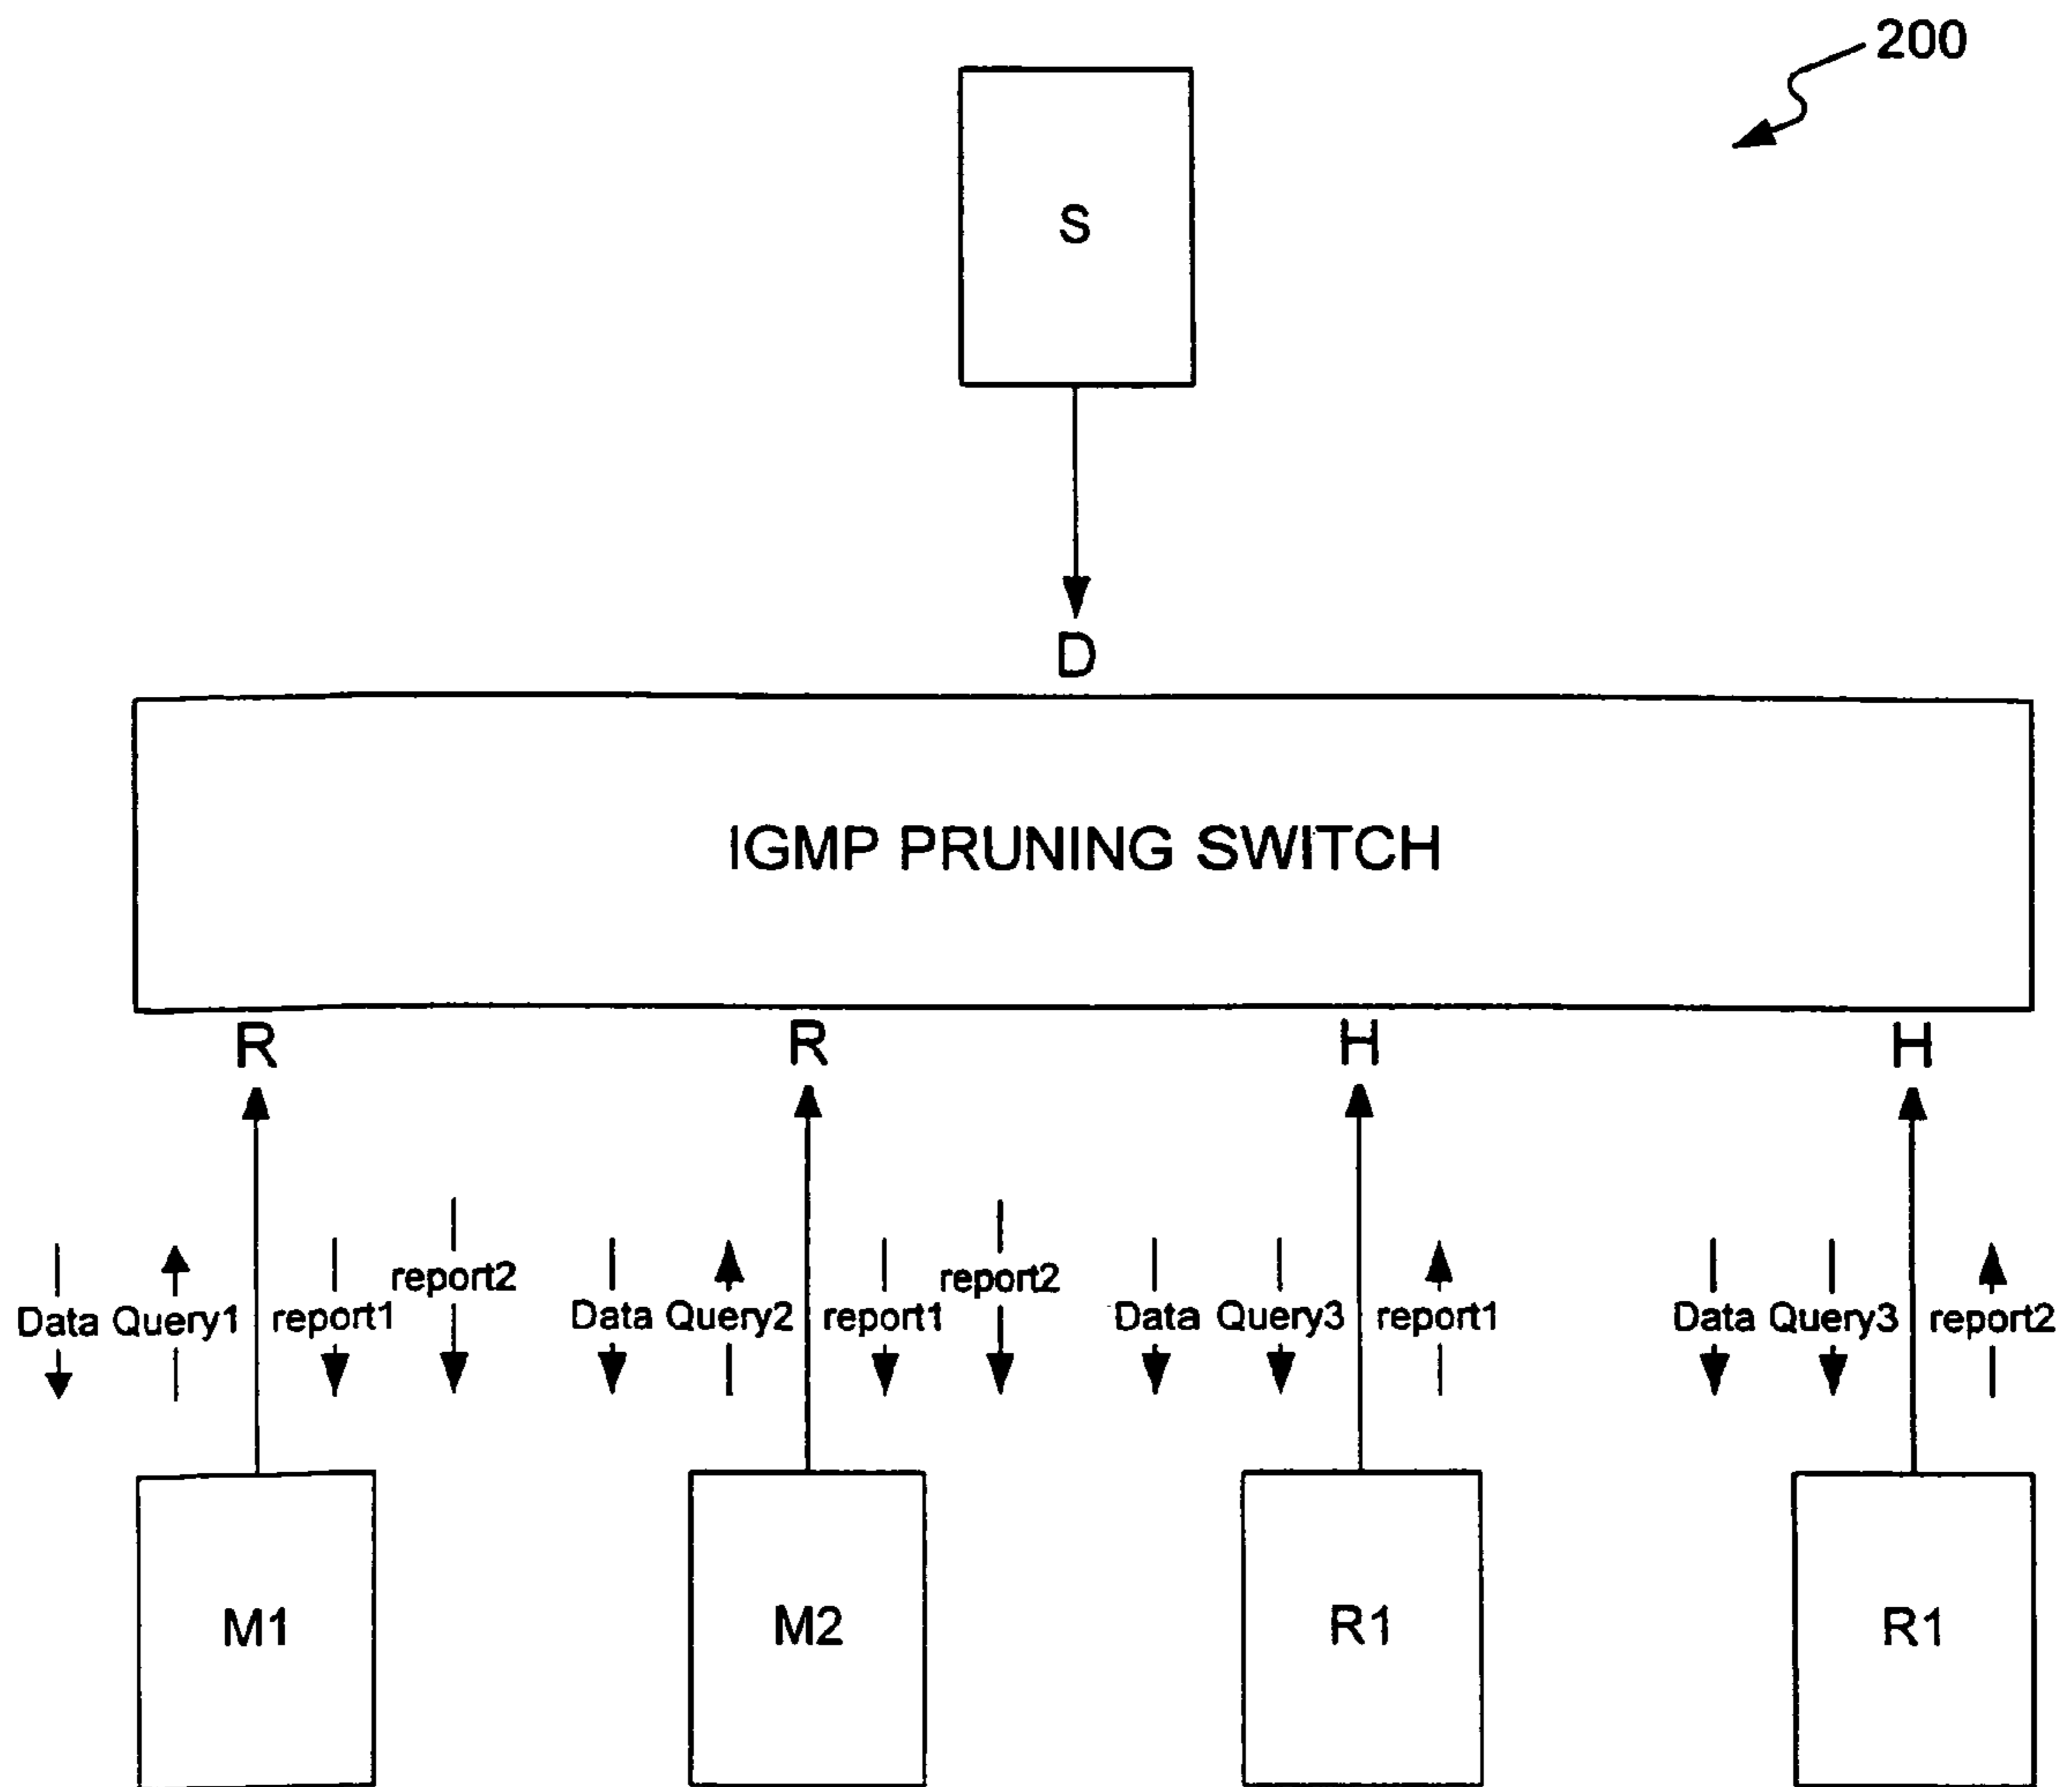 200
S
D
IGMP PRUNING SWITCH
R R H H
report2 report2
Data Query1 report1 Data Query2 report1 Data Query3 report1 Data Query3 report2
M1 M2 R1 R1